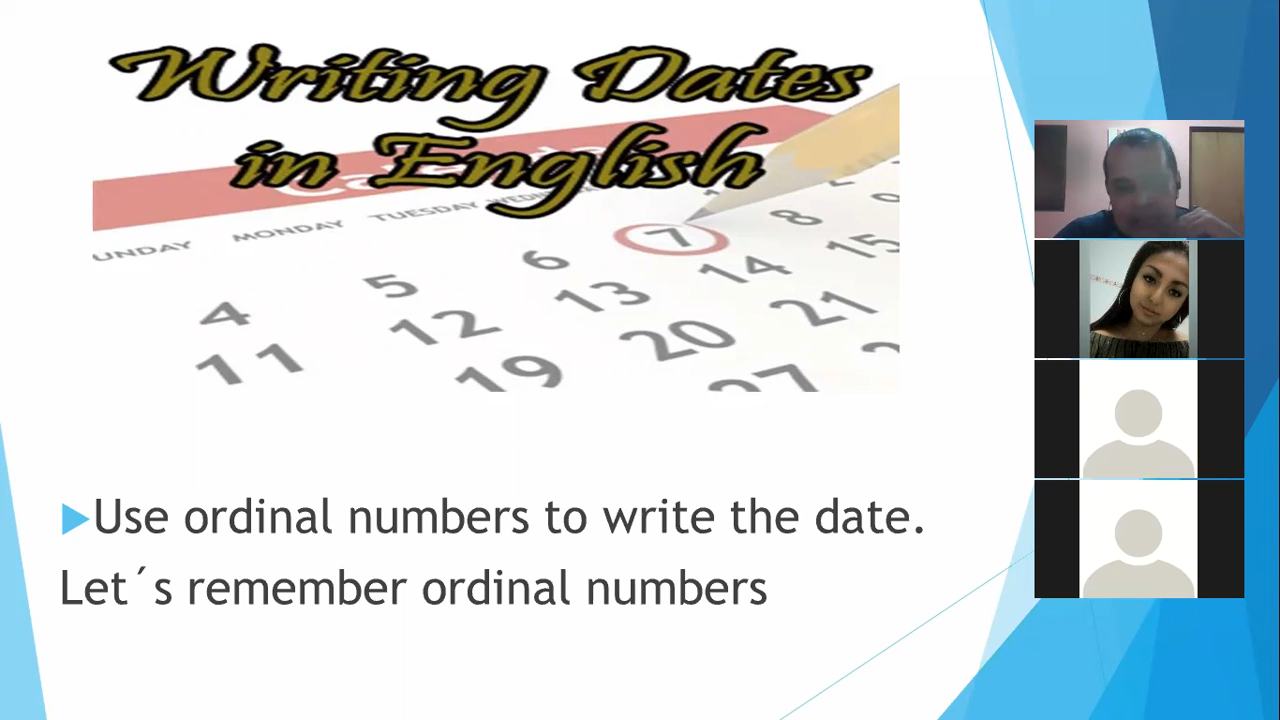 Writing Dates
in English
UNDAY MONDAY TUESDAY
6 7 8
4 5 13 14 15
11 12 20 21
19
Use ordinal numbers to write the date.
Let´s remember ordinal numbers